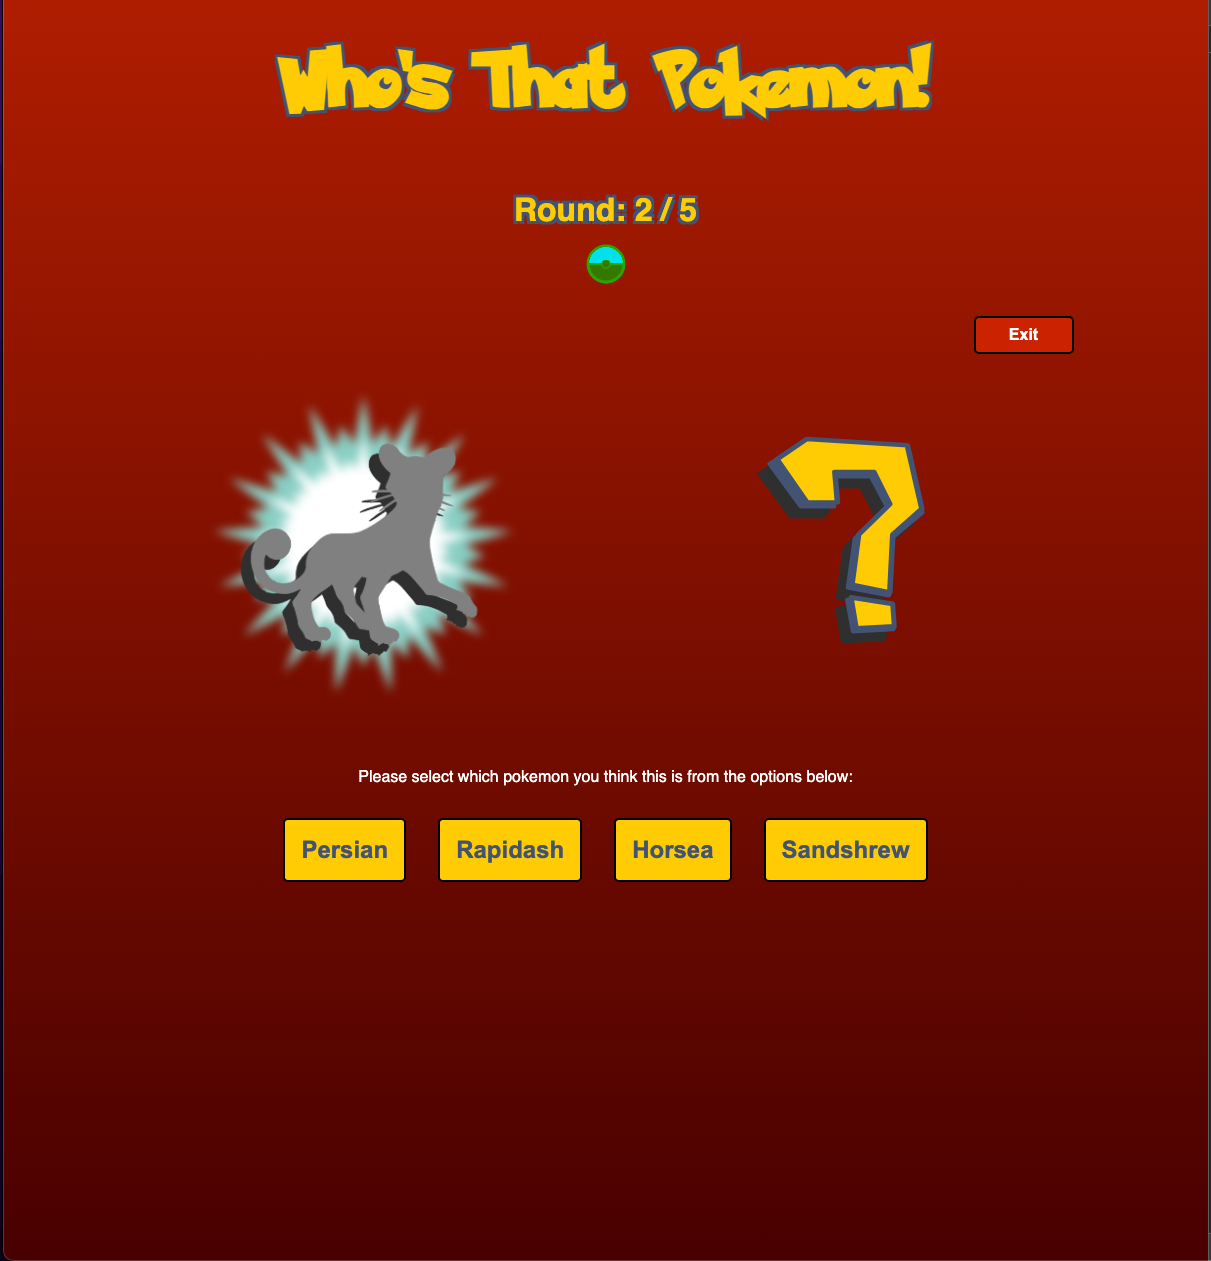 Who's That Pokemon!
Round: 2 / 5
Exit
?
Please select which pokemon you think this is from the options below:
Persian Rapidash Horsea Sandshrew